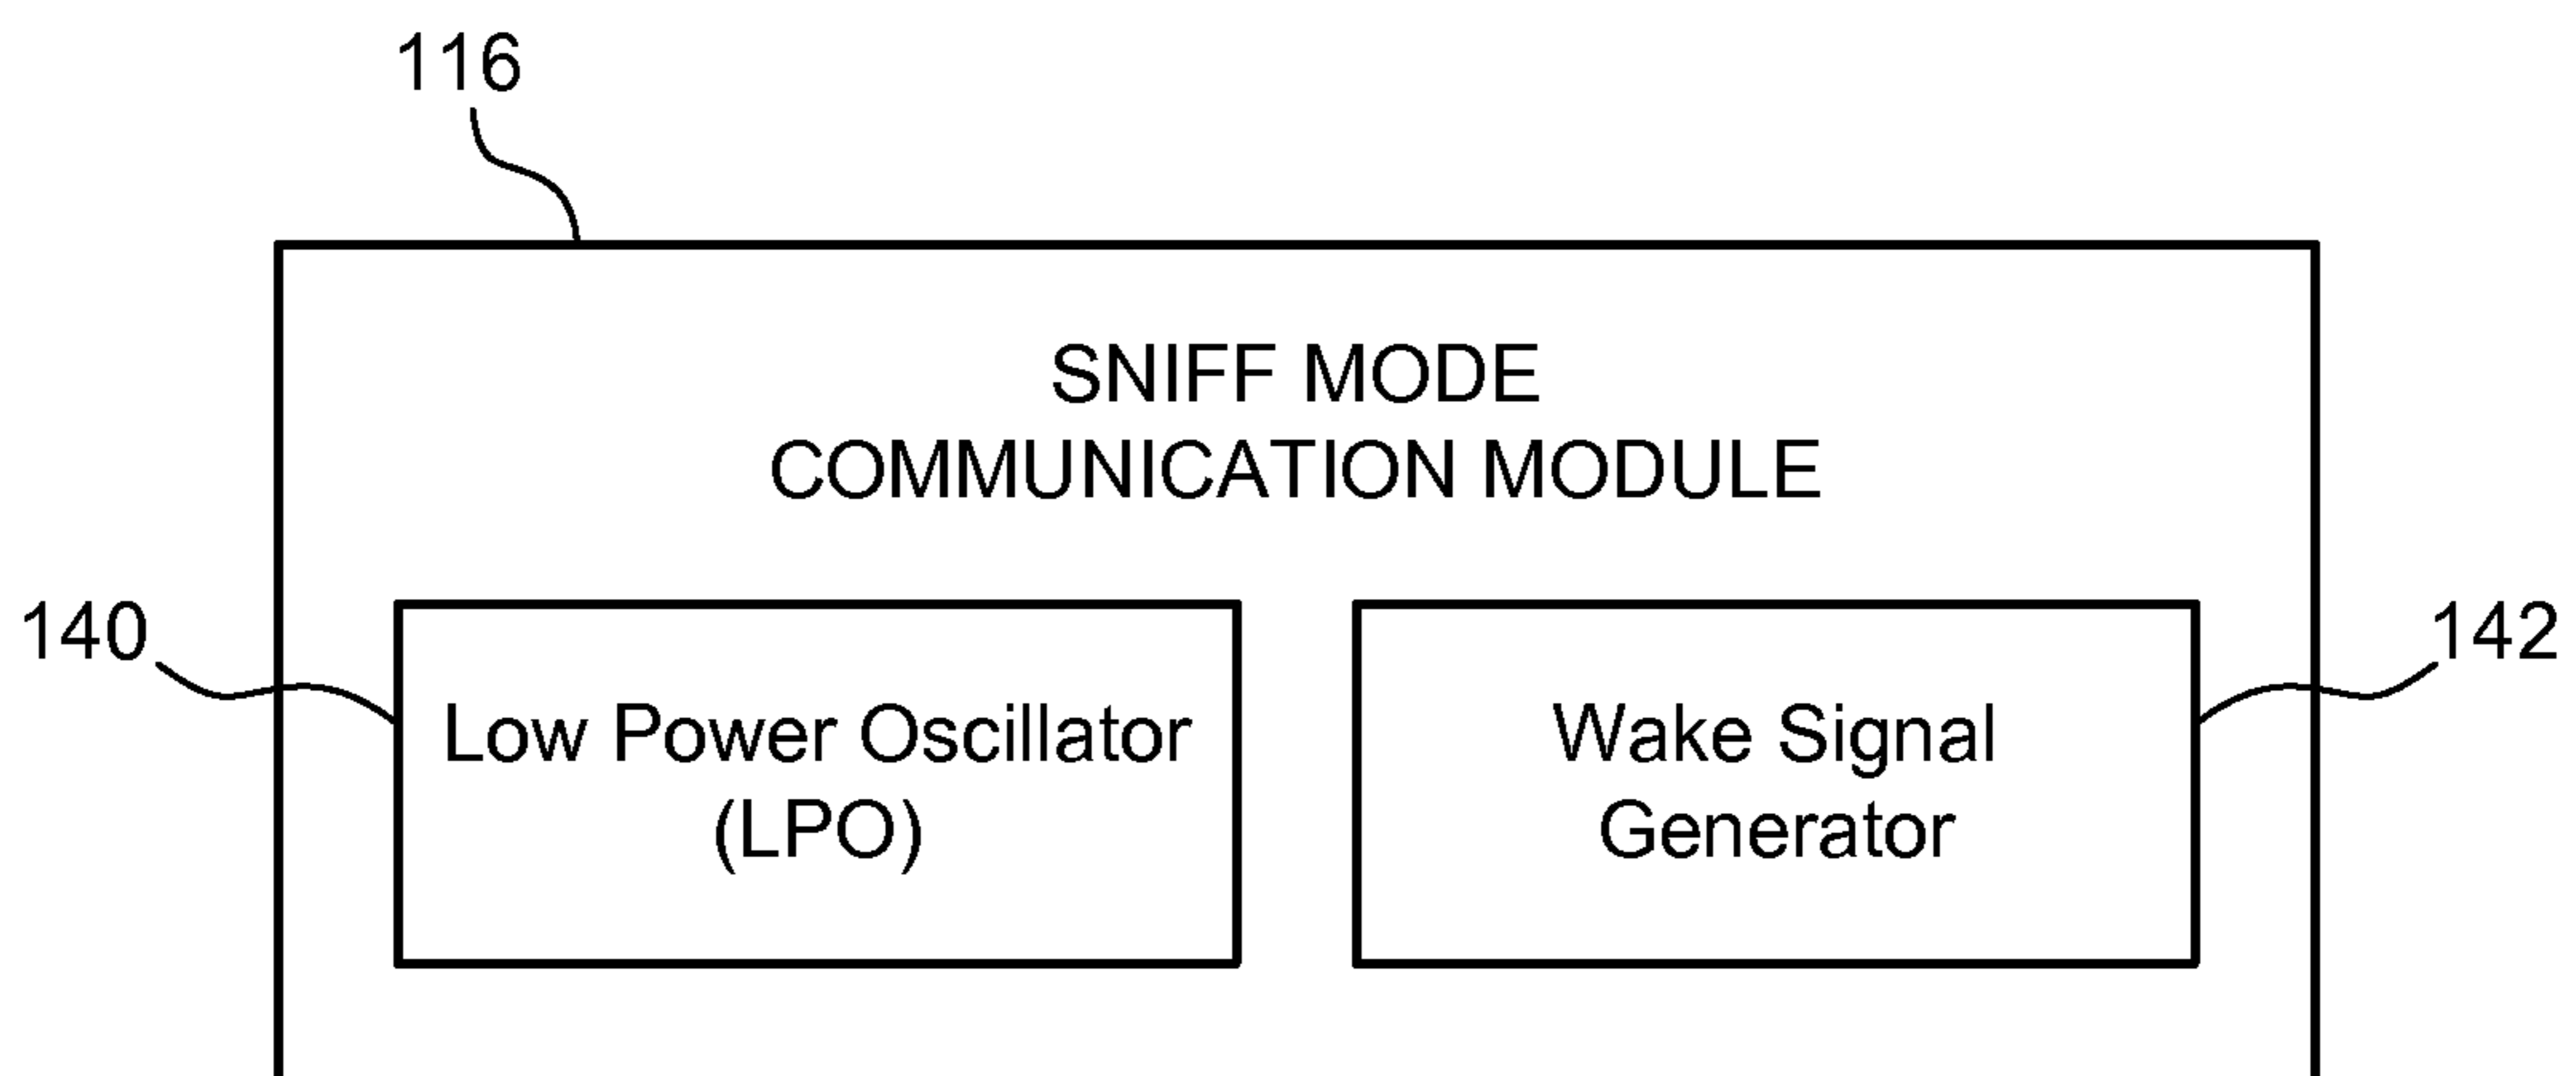 116
SNIFF MODE
COMMUNICATION MODULE
140
142
Low Power Oscillator
(LPO)
Wake Signal
Generator